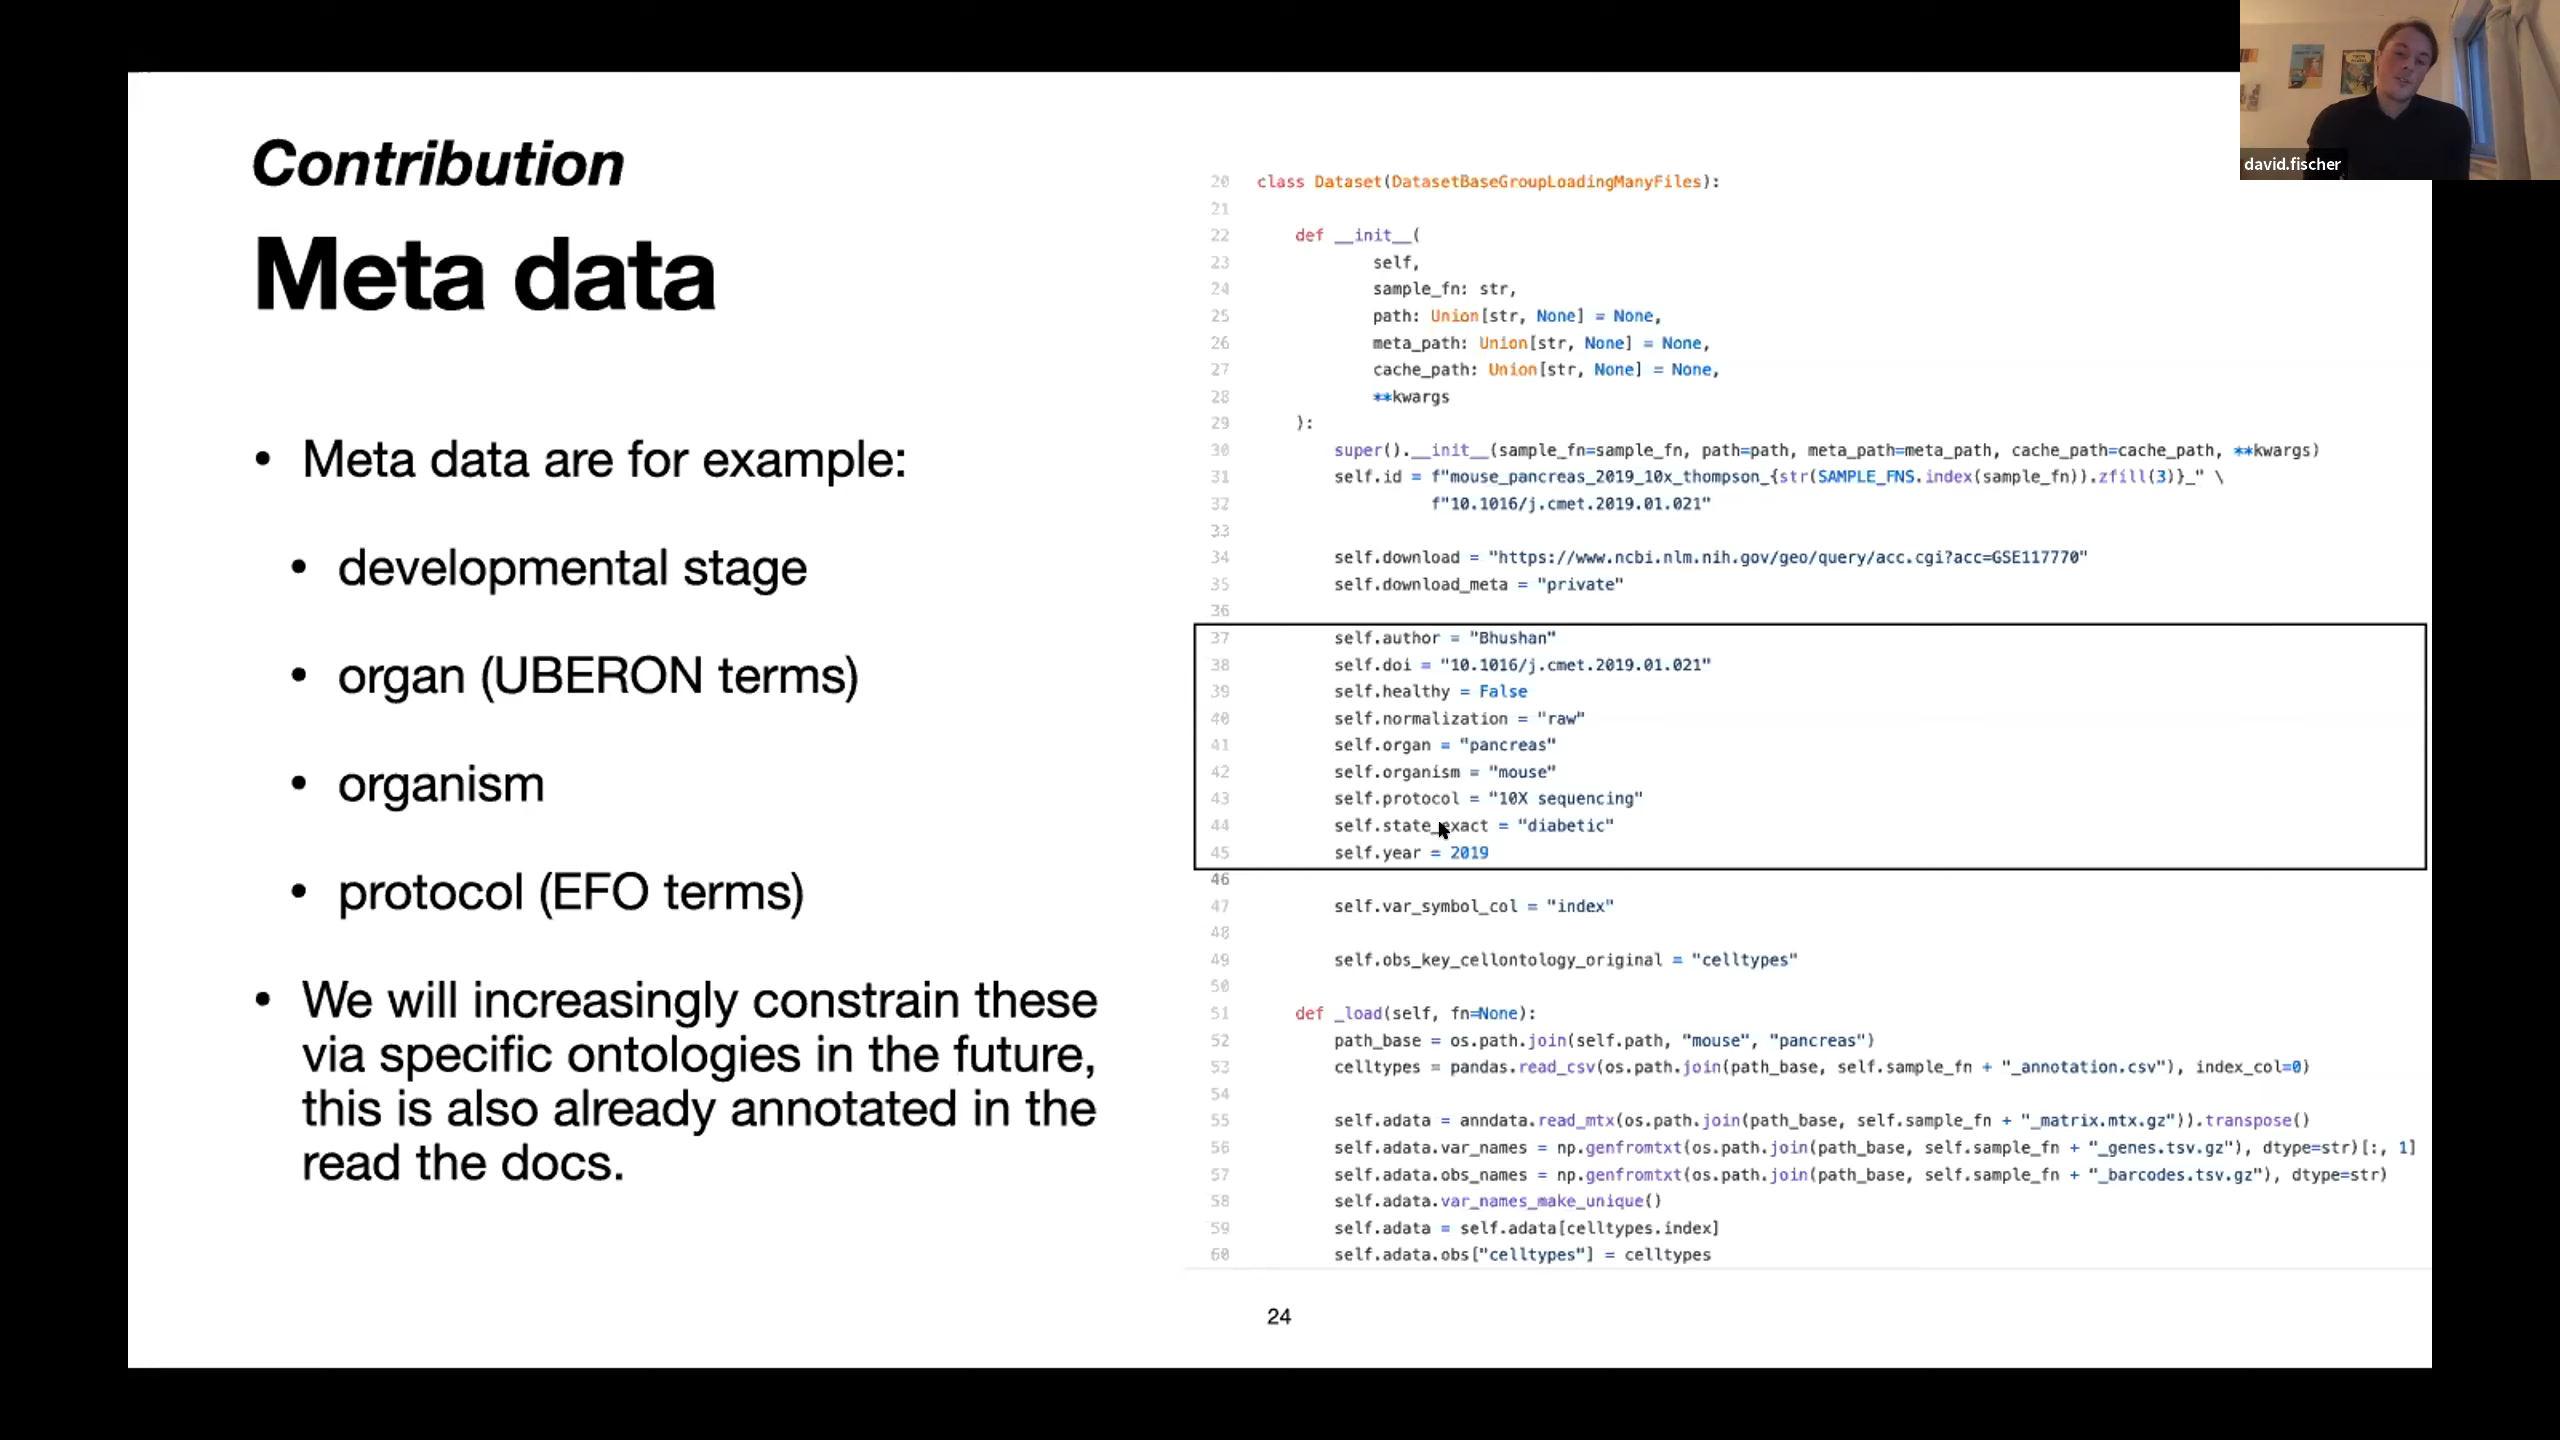 Contribution
Meta data
• Meta data are for example:
• developmental stage
• organ (UBERON terms)
• organism
• protocol (EFO terms)
• We will increasingly constrain these
via specific ontologies in the future,
this is also already annotated in the
read the docs.
20 class Dataset(DatasetBaseGroupLoadingManyFiles):
21
22 def __init__(
23 self,
24 sample_fn: str,
25 path: Union[str, None] = None,
26 meta_path: Union[str, None] = None,
27 cache_path: Union[str, None] = None,
28 **kwargs
29 ):
30 super().__init__(sample_fn=sample_fn, path=path, meta_path=meta_path, cache_path=cache_path, **kwargs)
31 self.id = f"mouse_pancreas_2019_10x_thompson_{str(SAMPLE_FNS.index(sample_fn)).zfill(3)}_" \
32 f"10.1016/j.cmet.2019.01.021"
33
34 self.download = "https://www.ncbi.nlm.nih.gov/geo/query/acc.cgi?acc=GSE117770"
35 self.download_meta = "private"
36
37 self.author = "Bhushan"
38 self.doi = "10.1016/j.cmet.2019.01.021"
39 self.healthy = False
40 self.normalization = "raw"
41 self.organ = "pancreas"
42 self.organism = "mouse"
43 self.protocol = "10X sequencing"
44 self.state_exact = "diabetic"
45 self.year = 2019
46
47 self.var_symbol_col = "index"
48
49 self.obs_key_cellontology_original = "celltypes"
50
51 def _load(self, fn=None):
52 path_base = os.path.join(self.path, "mouse", "pancreas")
53 celltypes = pandas.read_csv(os.path.join(path_base, self.sample_fn + "_annotation.csv"), index_col=0)
54
55 self.adata = anndata.read_mtx(os.path.join(path_base, self.sample_fn + "_matrix.mtx.gz")).transpose()
56 self.adata.var_names = np.genfromtxt(os.path.join(path_base, self.sample_fn + "_genes.tsv.gz"), dtype=str)[:, 1]
57 self.adata.obs_names = np.genfromtxt(os.path.join(path_base, self.sample_fn + "_barcodes.tsv.gz"), dtype=str)
58 self.adata.var_names_make_unique()
59 self.adata = self.adata[celltypes.index]
60 self.adata.obs["celltypes"] = celltypes
24
david.fischer